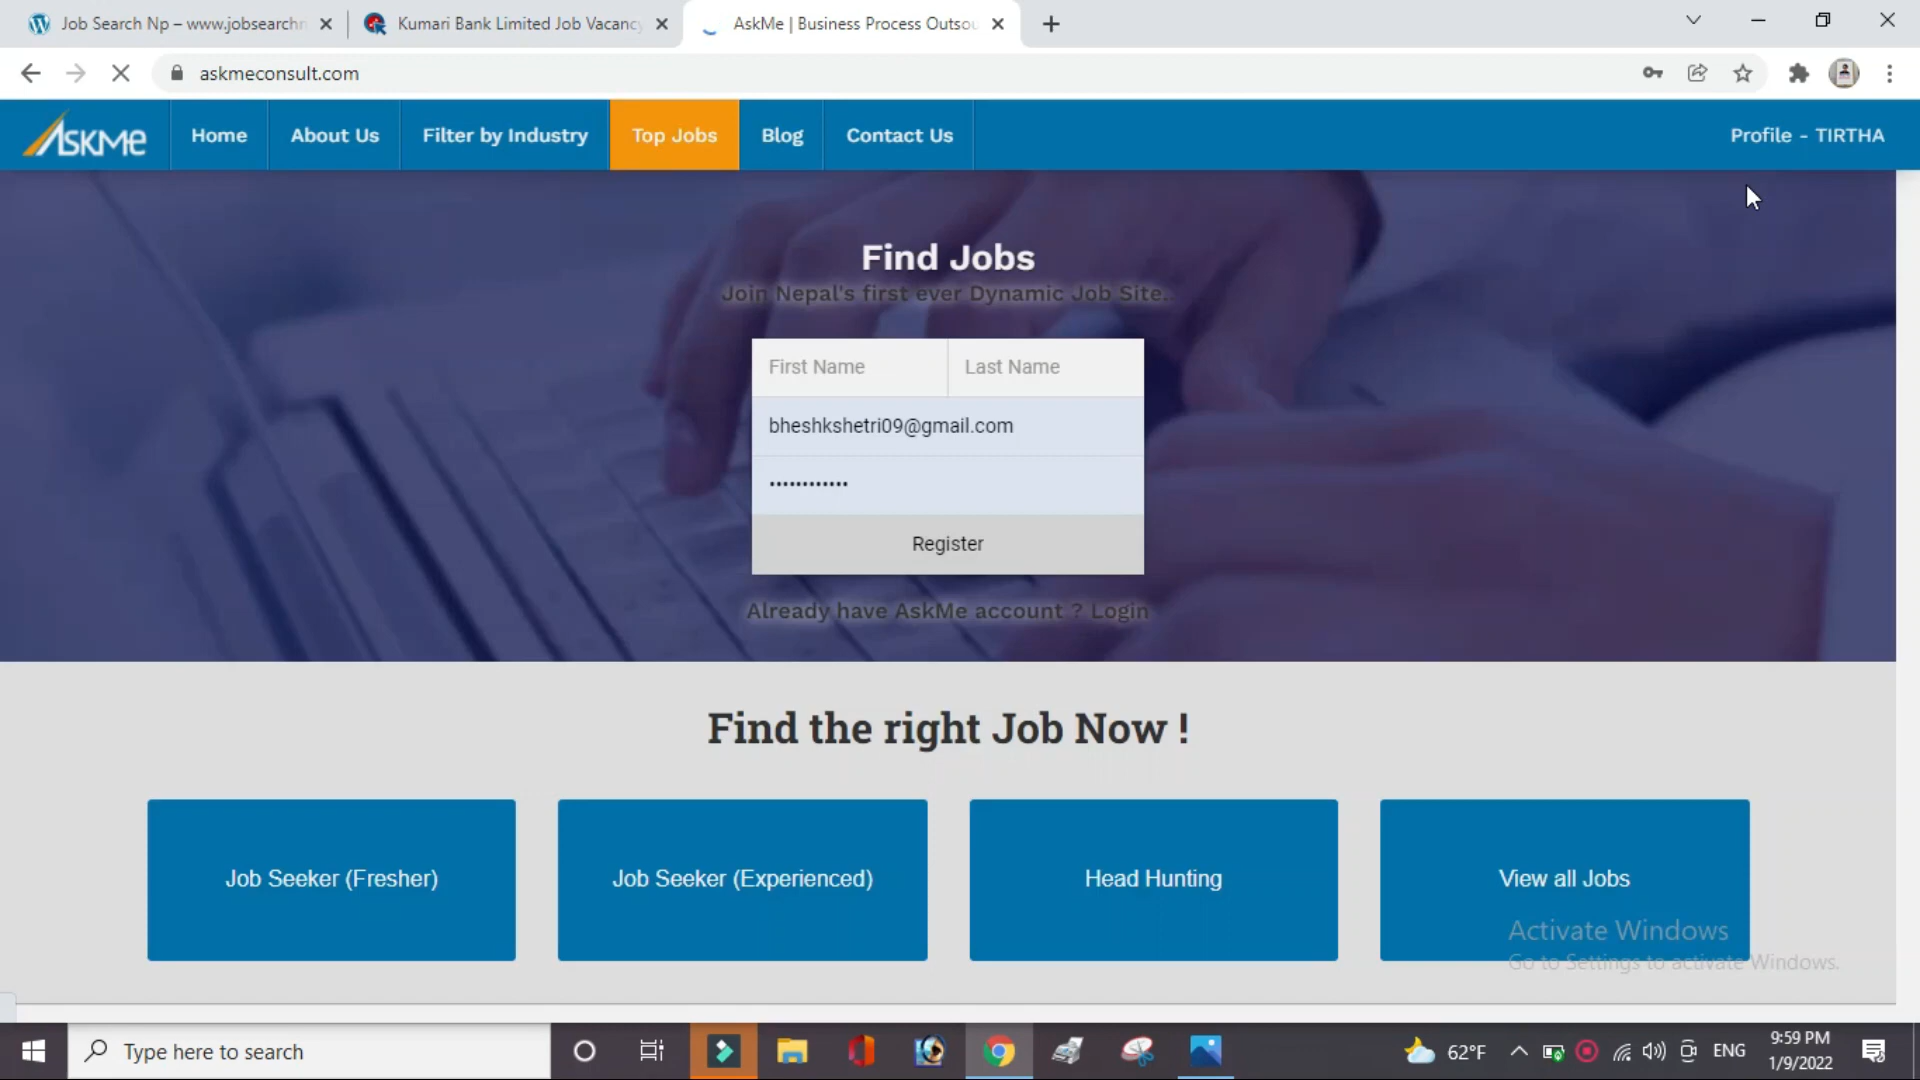 Job Search Np – www.jobsearchn
Kumari Bank Limited Job Vacancy
AskMe | Business Process Outsou
askmeconsult.com
AskMe
Home
About Us
Filter by Industry
Top Jobs
Blog
Contact Us
Profile - TIRTHA
Find Jobs
Join Nepal's first ever Dynamic Job Site..
First Name
Last Name
bheshkshetri09@gmail.com
••••••••••••
Register
Already have AskMe account ? Login
Find the right Job Now !
Job Seeker (Fresher)
Job Seeker (Experienced)
Head Hunting
View all Jobs
Activate Windows
Go to Settings to activate Windows.
Type here to search
62°F
ENG
9:59 PM
1/9/2022